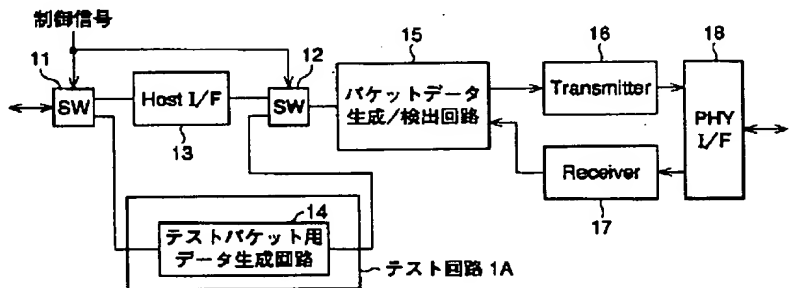 制御信号
11
SW
Host I/F
13
12
SW
15
パケットデータ
生成/検出回路
16
Transmitter
Receiver
17
18
PHY
I/F
14
テストパケット用
データ生成回路
テスト回路 1A